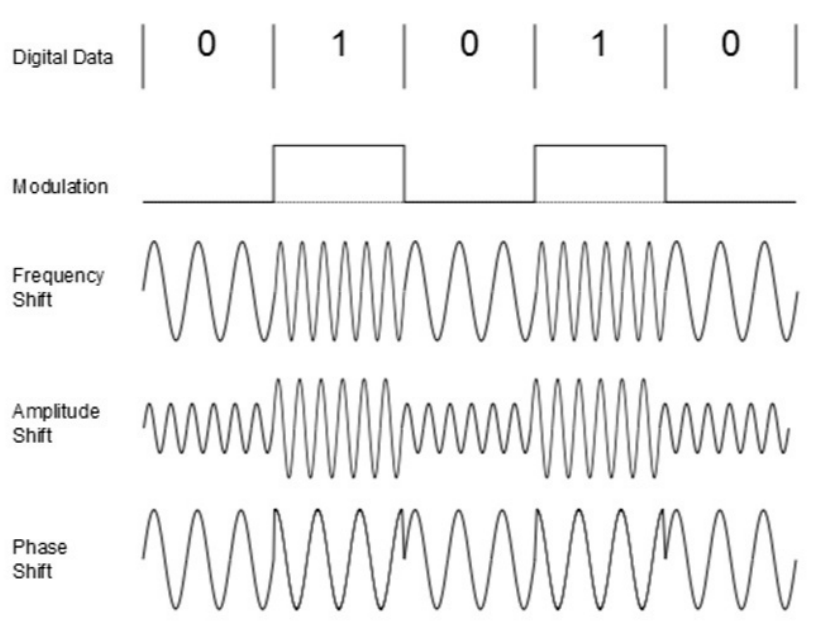 Digital Data 0 1 0 1 0
Modulation
Frequency
Shift
Amplitude
Shift
Phase
Shift